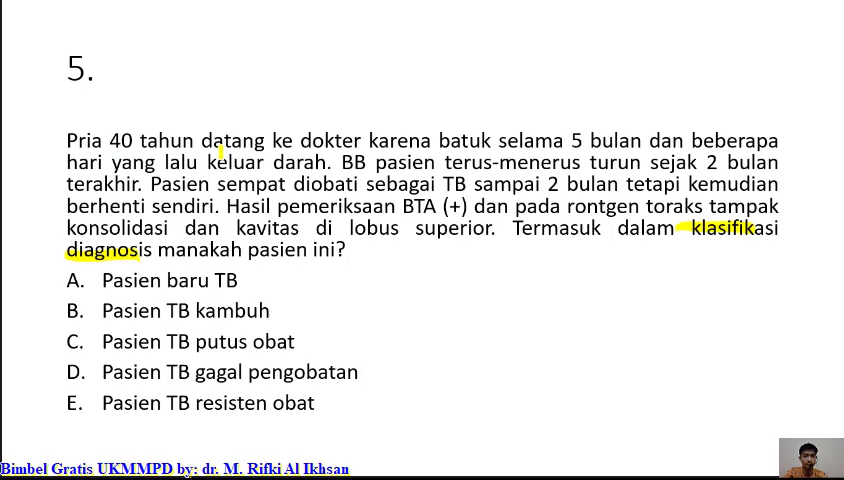 5.
Pria 40 tahun datang ke dokter karena batuk selama 5 bulan dan beberapa
hari yang lalu keluar darah. BB pasien terus-menerus turun sejak 2 bulan
terakhir. Pasien sempat diobati sebagai TB sampai 2 bulan tetapi kemudian
berhenti sendiri. Hasil pemeriksaan BTA (+) dan pada rontgen toraks tampak
konsolidasi dan kavitas di lobus superior. Termasuk dalam klasifikasi
diagnosis manakah pasien ini?
A. Pasien baru TB
B. Pasien TB kambuh
C. Pasien TB putus obat
D. Pasien TB gagal pengobatan
E. Pasien TB resisten obat
Bimbel Gratis UKMMPD by: dr. M. Rifki Al Ikhsan